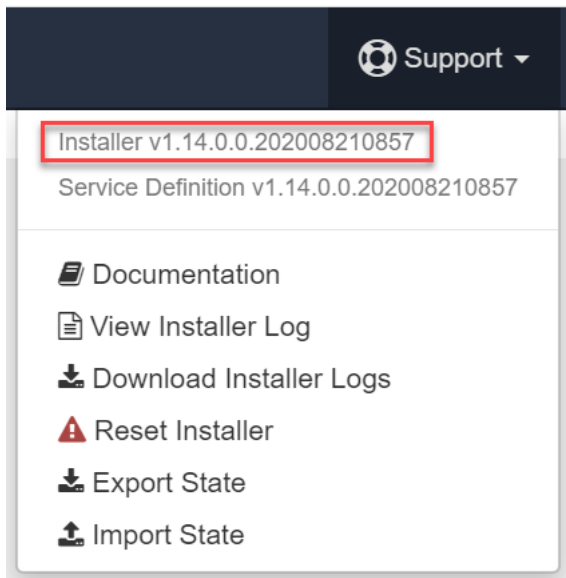 Support
Installer v1.14.0.0.202008210857
Service Definition v1.14.0.0.202008210857
Documentation
View Installer Log
Download Installer Logs
Reset Installer
Export State
Import State